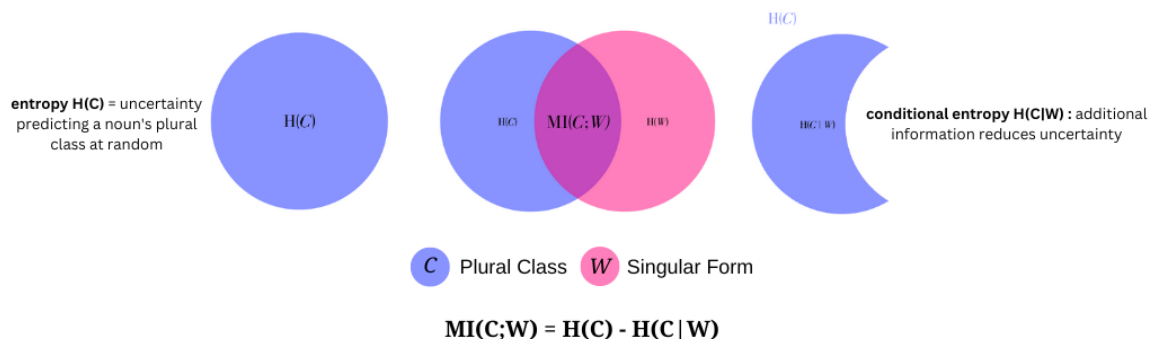 H(C)
entropy H(C) = uncertainty
predicting a noun's plural
class at random
H(C)
H(C)
MI(C;W)
H(W)
H(C | W)
conditional entropy H(C|W) : additional
information reduces uncertainty
C Plural Class W Singular Form
MI(C;W) = H(C) - H(C|W)